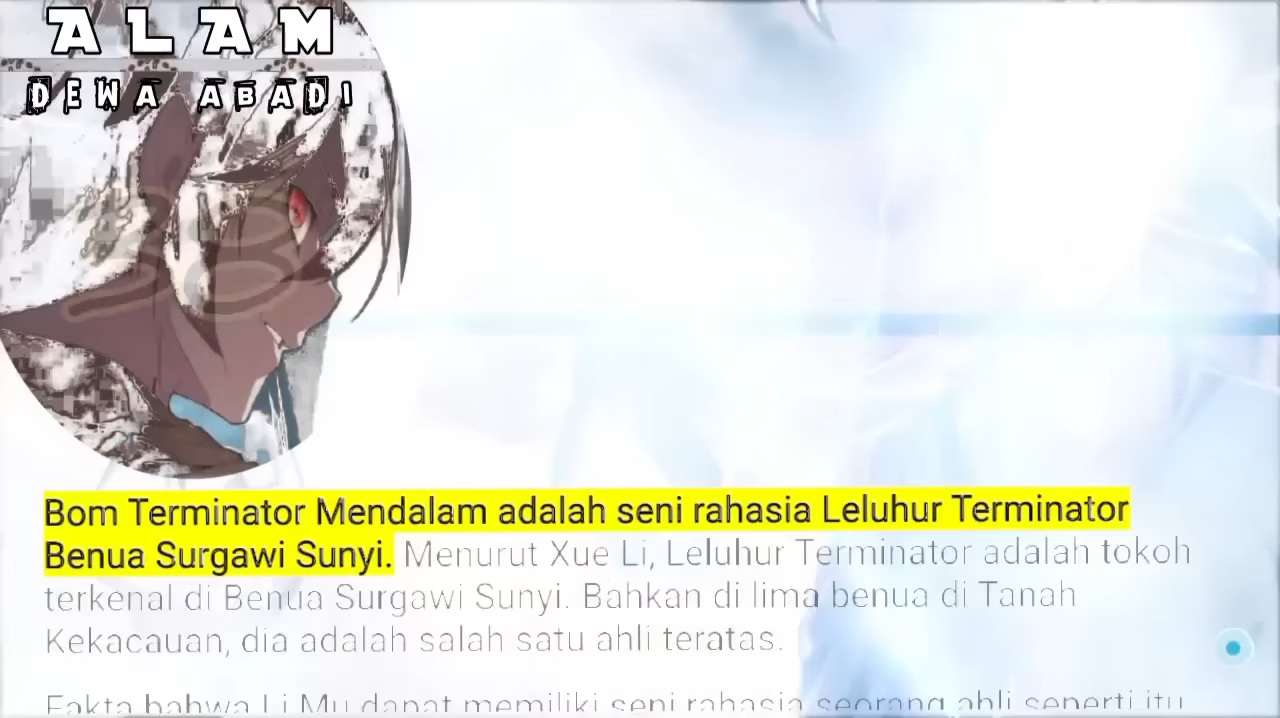 ALAM
DEWA ABADI
Bom Terminator Mendalam adalah seni rahasia Leluhur Terminator
Benua Surgawi Sunyi. Menurut Xue Li, Leluhur Terminator adalah tokoh
terkenal di Benua Surgawi Sunyi. Bahkan di lima benua di Tanah
Kekacauan, dia adalah salah satu ahli teratas.
Fakta bahwa Li Mu dapat memiliki seni rahasia seorang ahli seperti itu